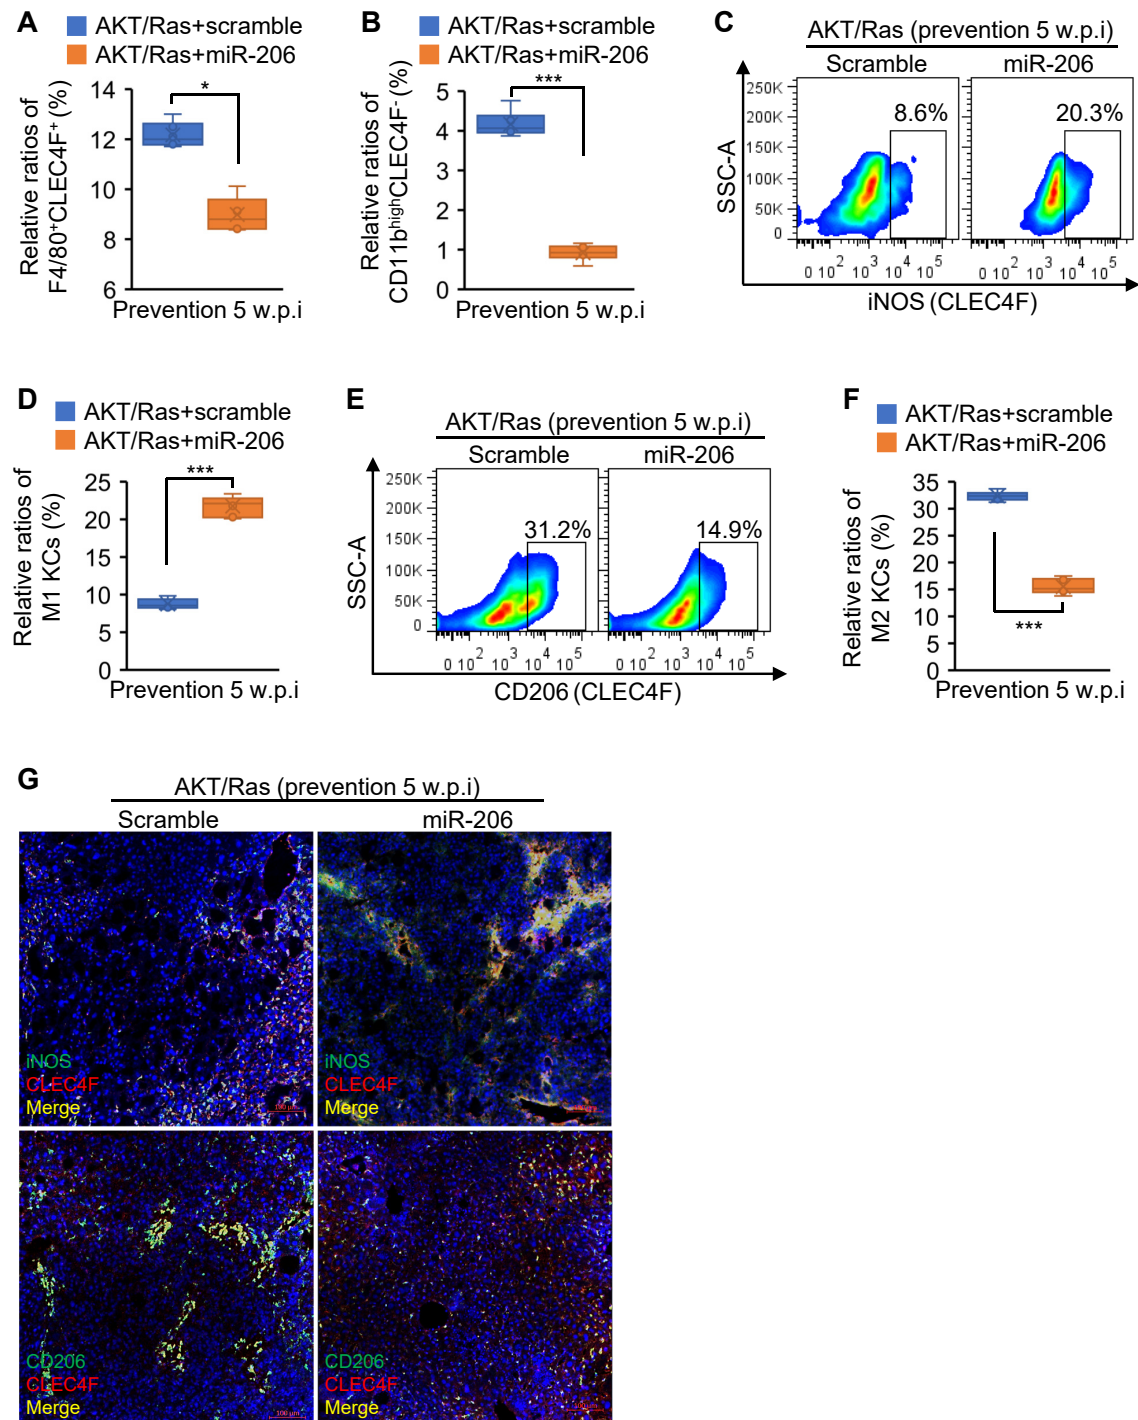 A
AKT/Ras+scramble
AKT/Ras+miR-206
Relative ratios of
F4/80⁺CLEC4F⁺ (%)
14
12
10
8
6
*
Prevention 5 w.p.i
B
AKT/Ras+scramble
AKT/Ras+miR-206
Relative ratios of
CD11bʰⁱᵍʰCLEC4F⁻ (%)
5
4
3
2
1
0
***
Prevention 5 w.p.i
C
AKT/Ras (prevention 5 w.p.i)
Scramble
miR-206
SSC-A
250K
200K
150K
100K
50K
0
8.6%
20.3%
0 10² 10³ 10⁴ 10⁵
0 10² 10³ 10⁴ 10⁵
iNOS (CLEC4F)
D
AKT/Ras+scramble
AKT/Ras+miR-206
Relative ratios of
M1 KCs (%)
25
20
15
10
5
0
***
Prevention 5 w.p.i
E
AKT/Ras (prevention 5 w.p.i)
Scramble
miR-206
SSC-A
250K
200K
150K
100K
50K
0
31.2%
14.9%
0 10² 10³ 10⁴ 10⁵
0 10² 10³ 10⁴ 10⁵
CD206 (CLEC4F)
F
AKT/Ras+scramble
AKT/Ras+miR-206
Relative ratios of
M2 KCs (%)
35
30
25
20
15
10
5
0
***
Prevention 5 w.p.i
G
AKT/Ras (prevention 5 w.p.i)
Scramble
miR-206
iNOS
CLEC4F
Merge
100 µm
iNOS
CLEC4F
Merge
CD206
CLEC4F
Merge
100 µm
CD206
CLEC4F
Merge
100 µm